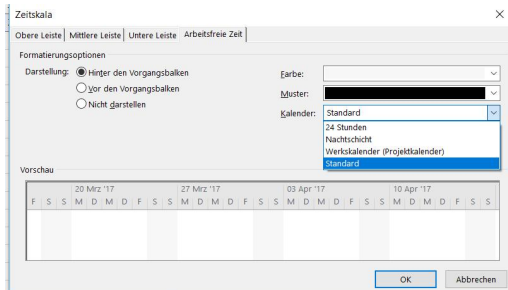 Zeitskala
Obere Leiste Mittlere Leiste Untere Leiste Arbeitsfreie Zeit
Formatierungsoptionen
Darstellung: Hinter den Vorgangsbalken
Vor den Vorgangsbalken
Nicht darstellen
Farbe:
Muster:
Kalender: Standard
24 Stunden
Nachtschicht
Werkskalender (Projektkalender)
Standard
Vorschau
20 Mrz '17 27 Mrz '17 03 Apr '17 10 Apr '17
F S S M D M D F S S M D M D F S S M D M D F S S M D M D F S S
OK Abbrechen